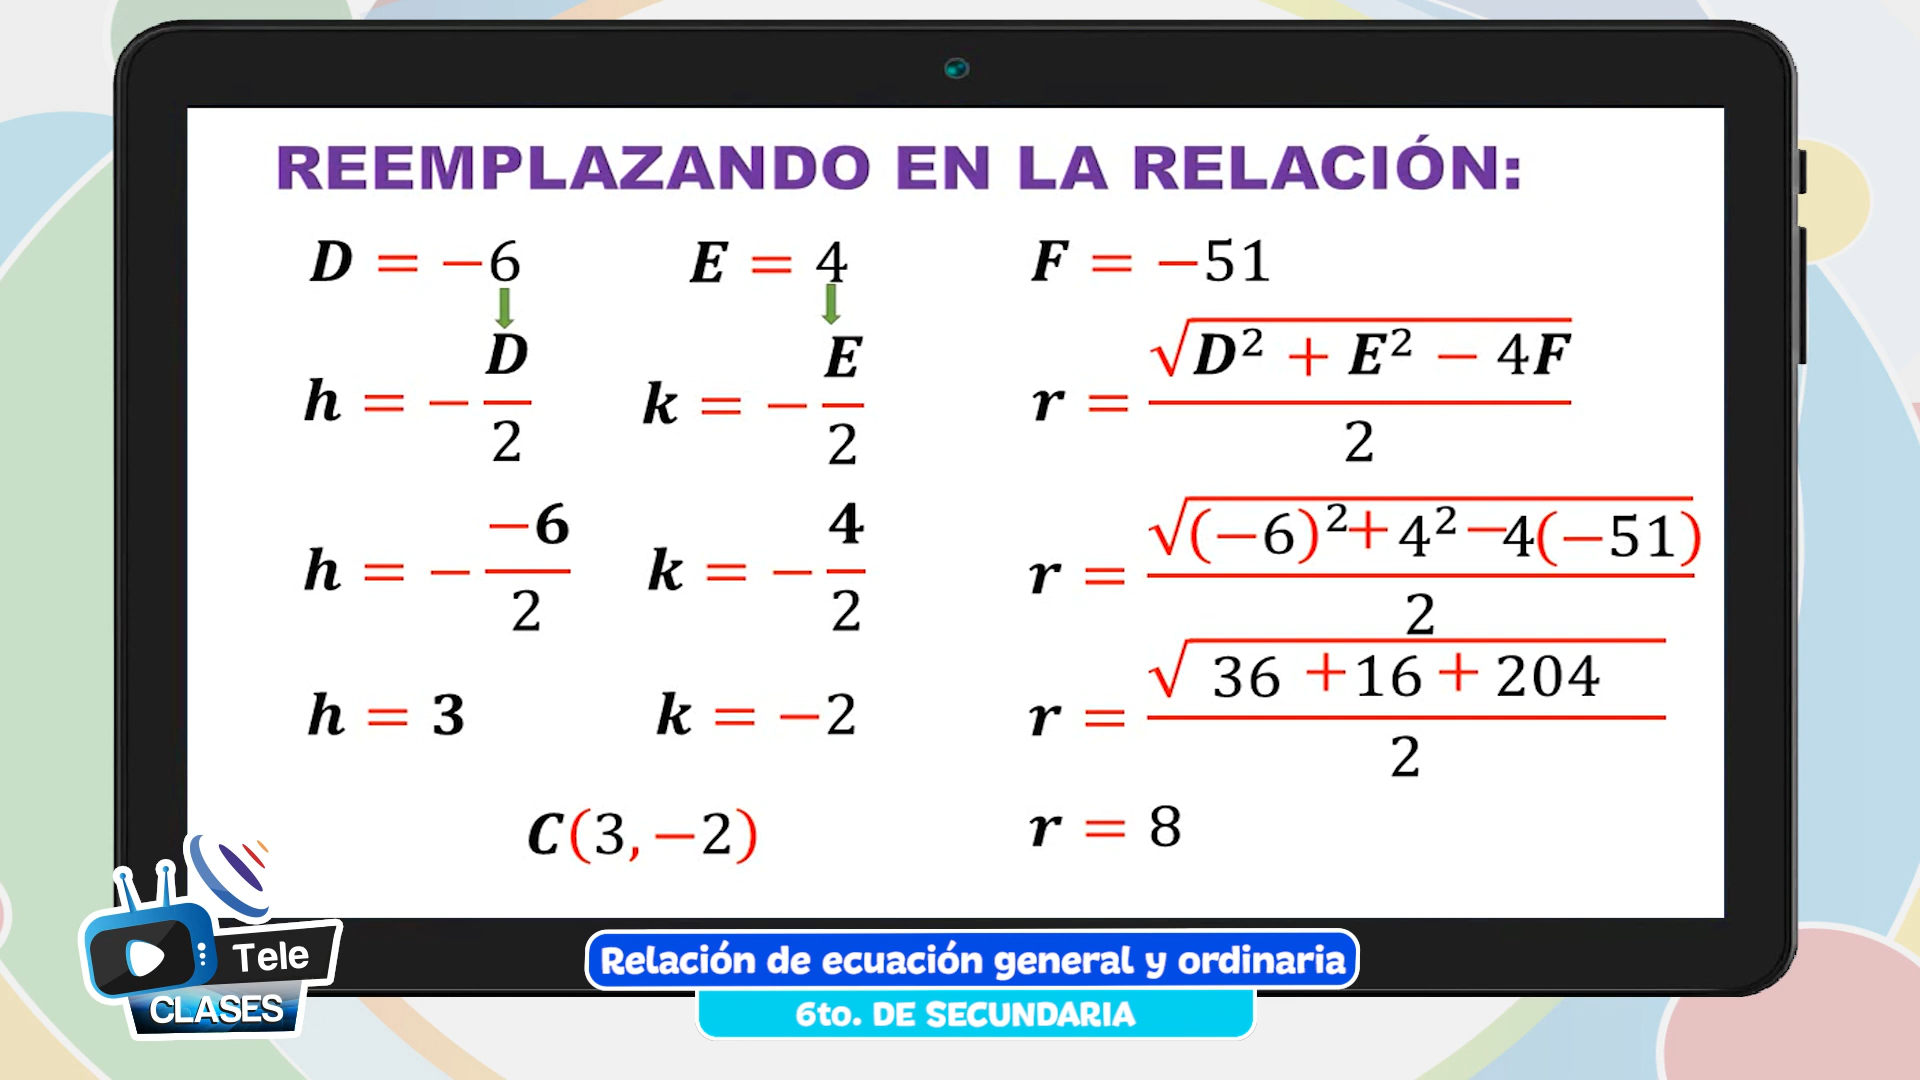 REEMPLAZANDO EN LA RELACIÓN:
D = −6 E = 4 F = −51
h = −D/2 k = −E/2 r = √(D² + E² − 4F)/2
h = −−6/2 k = −4/2 r = √((−6)² + 4² −4(−51))/2
h = 3 k = −2 r = √(36 + 16 + 204)/2
C(3, −2) r = 8
Tele
CLASES
Relación de ecuación general y ordinaria
6to. DE SECUNDARIA